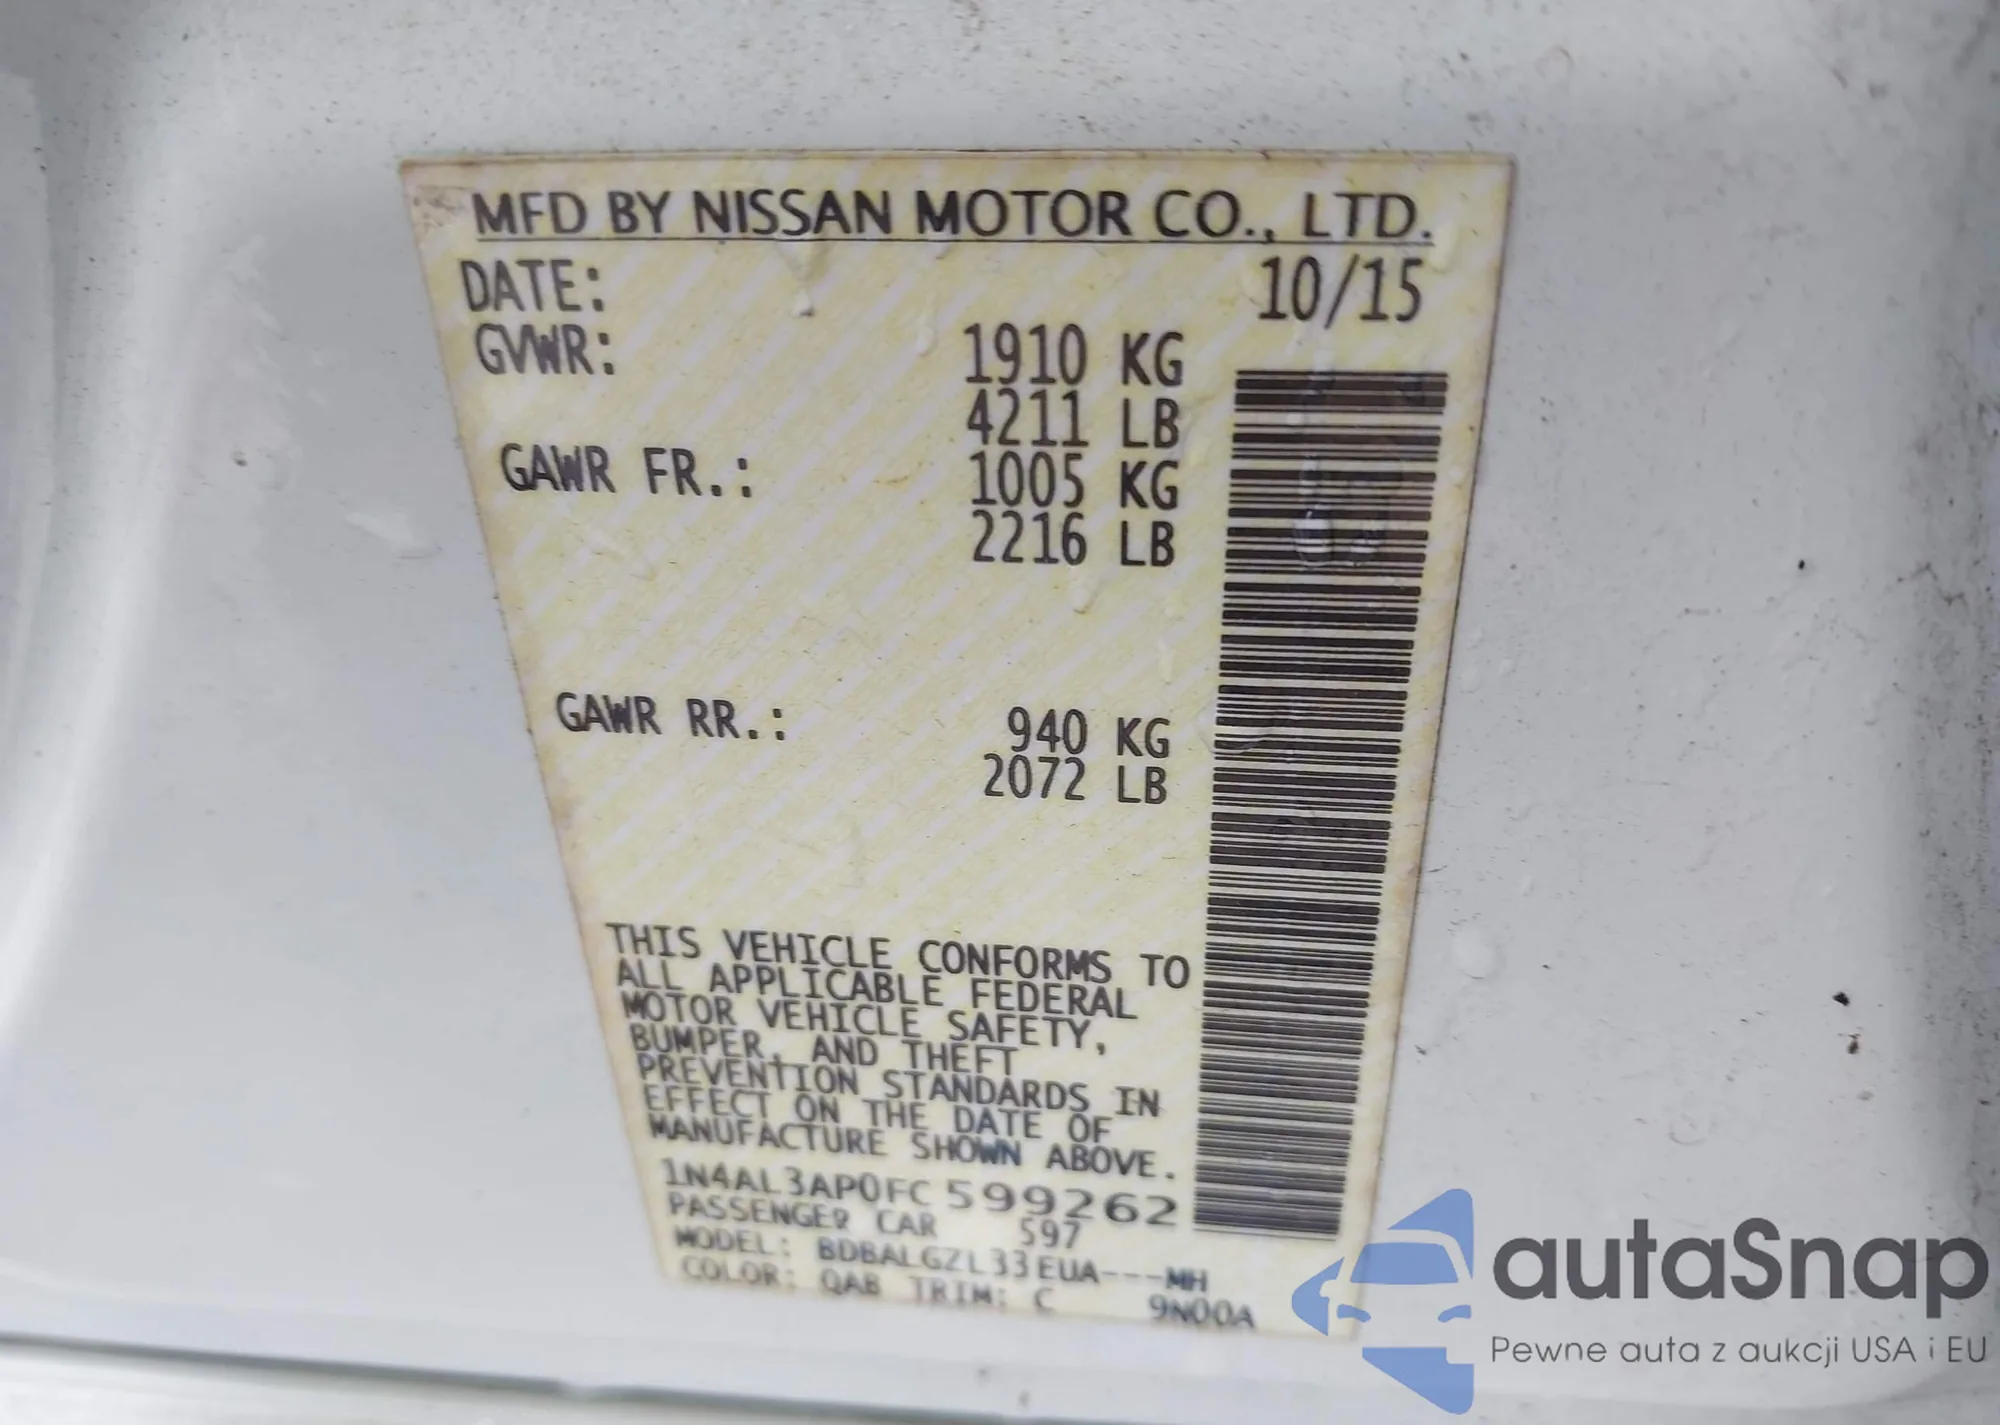 MFD BY NISSAN MOTOR CO., LTD.
DATE: 10/15
GVWR: 1910 KG
4211 LB
GAWR FR.: 1005 KG
2216 LB
GAWR RR.: 940 KG
2072 LB
THIS VEHICLE CONFORMS TO
ALL APPLICABLE FEDERAL
MOTOR VEHICLE SAFETY,
BUMPER, AND THEFT
PREVENTION STANDARDS IN
EFFECT ON THE DATE OF
MANUFACTURE SHOWN ABOVE.
1N4AL3AP0FC599262
PASSENGER CAR 597
MODEL: BDBALGZL33EUA---MH
COLOR: QAB TRIM: C 9N00A
autaSnap
Pewne auta z aukcji USA i EU